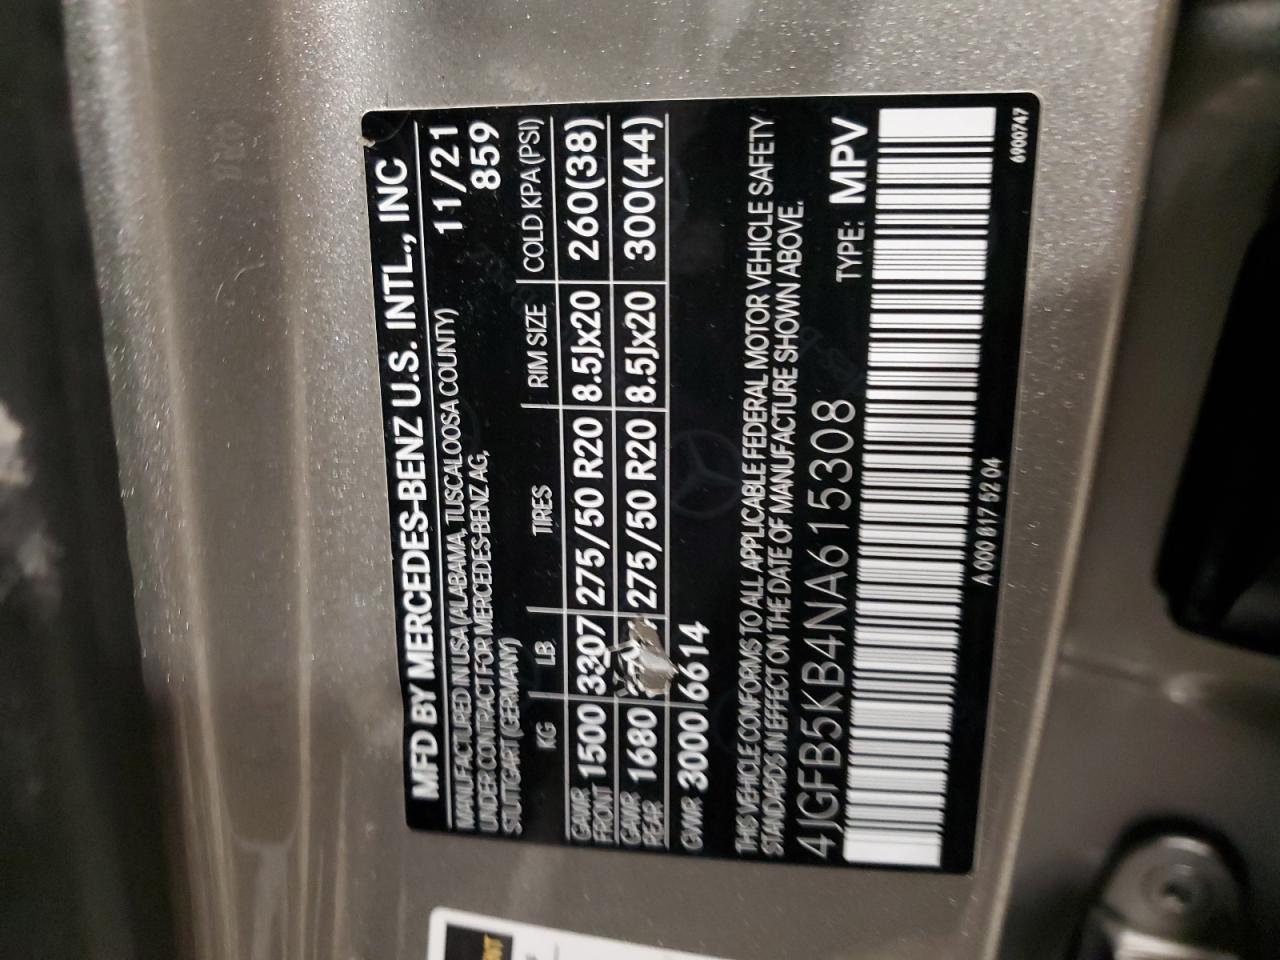 MFD BY MERCEDES-BENZ U.S. INTL., INC
MANUFACTURED IN USA (ALABAMA, TUSCALOOSA COUNTY) 11/21
UNDER CONTRACT FOR MERCEDES-BENZ AG, 859
STUTTGART (GERMANY)
KG LB TIRES RIM SIZE COLD KPA (PSI)
GAWR FRONT 1500 3307 275/50 R20 8.5Jx20 260(38)
GAWR REAR 1680 275/50 R20 8.5Jx20 300(44)
GVWR 3000 6614
THIS VEHICLE CONFORMS TO ALL APPLICABLE FEDERAL MOTOR VEHICLE SAFETY
STANDARDS IN EFFECT ON THE DATE OF MANUFACTURE SHOWN ABOVE.
4JGFB5KB4NA615308 TYPE: MPV
A 000 817 52 04
6900747